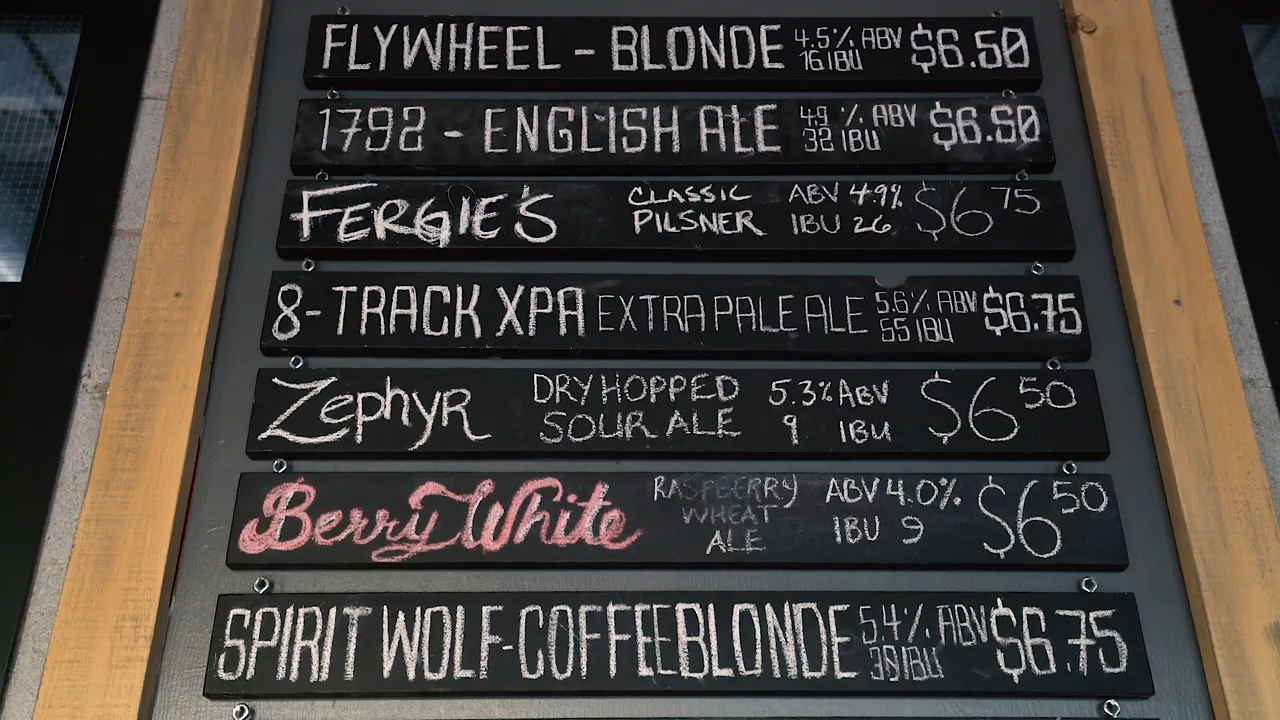 FLYWHEEL - BLONDE 4.5% ABV 16 IBU $6.50
1792 - ENGLISH ALE 4.9 % ABV 32 IBU $6.50
FERGIE'S CLASSIC PILSNER ABV 4.9% IBU 26 $6 75
8-TRACK XPA EXTRA PALE ALE 5.6% ABV 55 IBU $6.75
ZephyR DRY HOPPED SOUR ALE 5.3% ABV 9 IBU $6 50
Berry White RASPBERRY WHEAT ALE ABV 4.0% IBU 9 $6 50
SPIRIT WOLF-COFFEE BLONDE 5.4% ABV 39 IBU $6.75